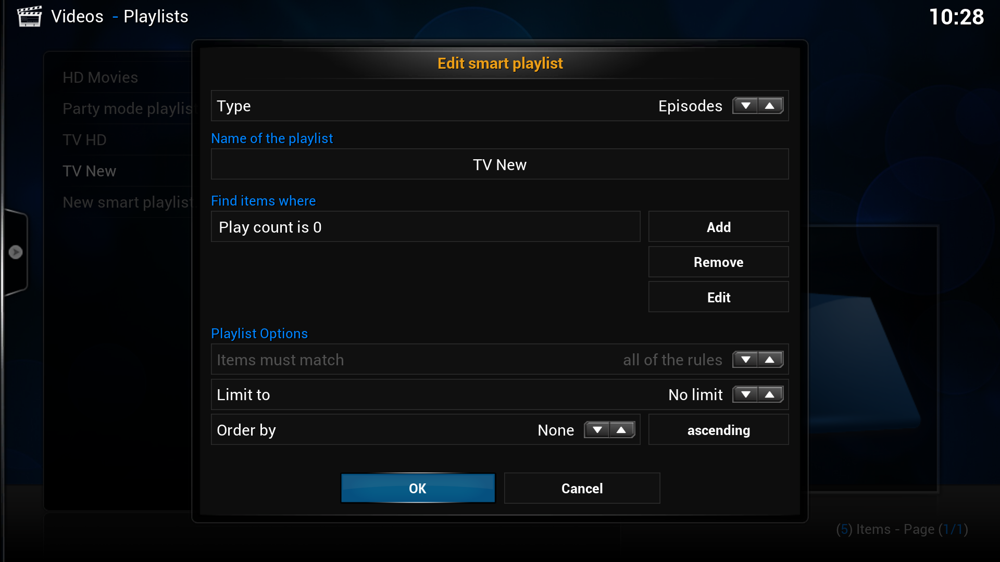 Videos - Playlists
10:28
HD Movies
Party mode playlist
TV HD
TV New
New smart playlist
Edit smart playlist
Type Episodes
Name of the playlist
TV New
Find items where
Play count is 0
Add
Remove
Edit
Playlist Options
Items must match all of the rules
Limit to No limit
Order by None ascending
OK Cancel
(5) Items - Page (1/1)